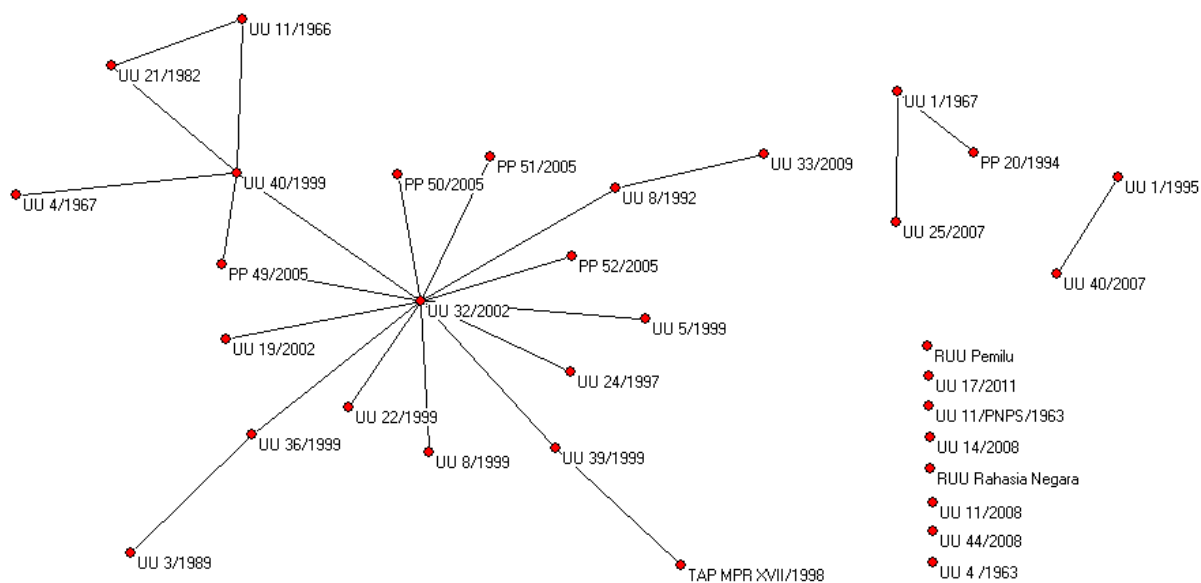 UU 11/1966
UU 21/1982
UU 1/1967
PP 51/2005
UU 33/2009
PP 20/1994
UU 40/1999
PP 50/2005
UU 1/1995
UU 4/1967
UU 8/1992
UU 25/2007
PP 49/2005
PP 52/2005
UU 40/2007
UU 32/2002
UU 5/1999
UU 19/2002
RUU Pemilu
UU 24/1997
UU 17/2011
UU 22/1999
UU 11/PNPS/1963
UU 36/1999
UU 14/2008
UU 8/1999
UU 39/1999
RUU Rahasia Negara
UU 11/2008
UU 44/2008
UU 3/1989
TAP MPR XVII/1998
UU 4 /1963